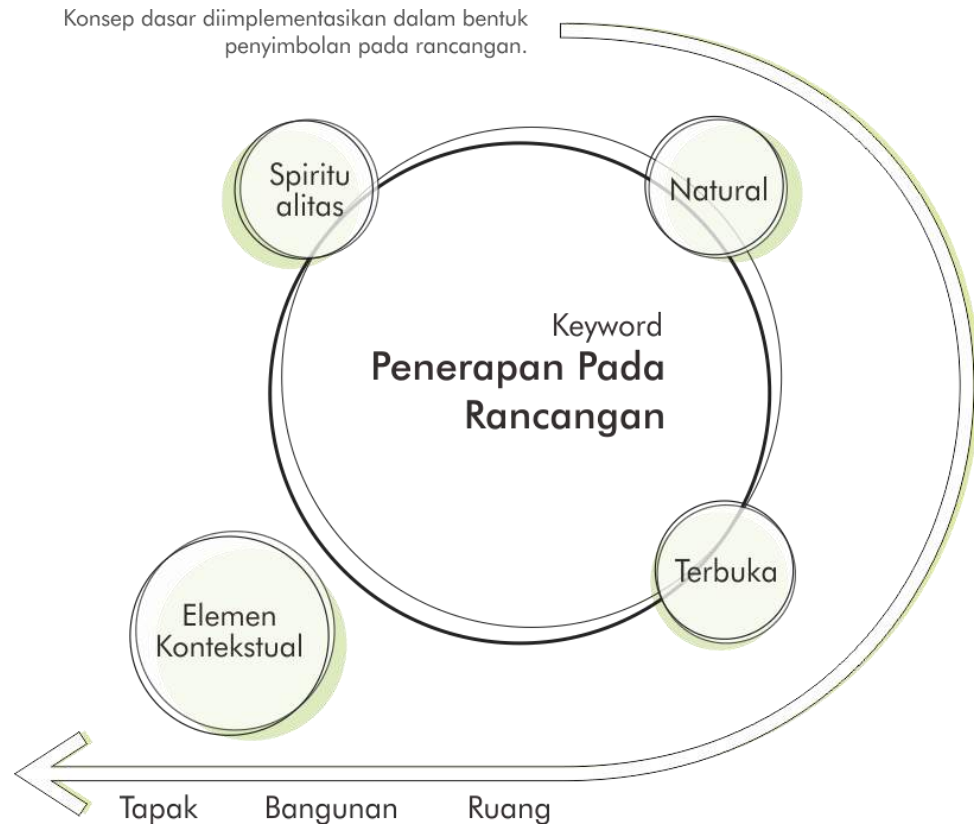 Konsep dasar diimplementasikan dalam bentuk
penyimbolan pada rancangan.
Spiritu
alitas
Natural
Keyword
Penerapan Pada
Rancangan
Terbuka
Elemen
Kontekstual
Tapak Bangunan Ruang